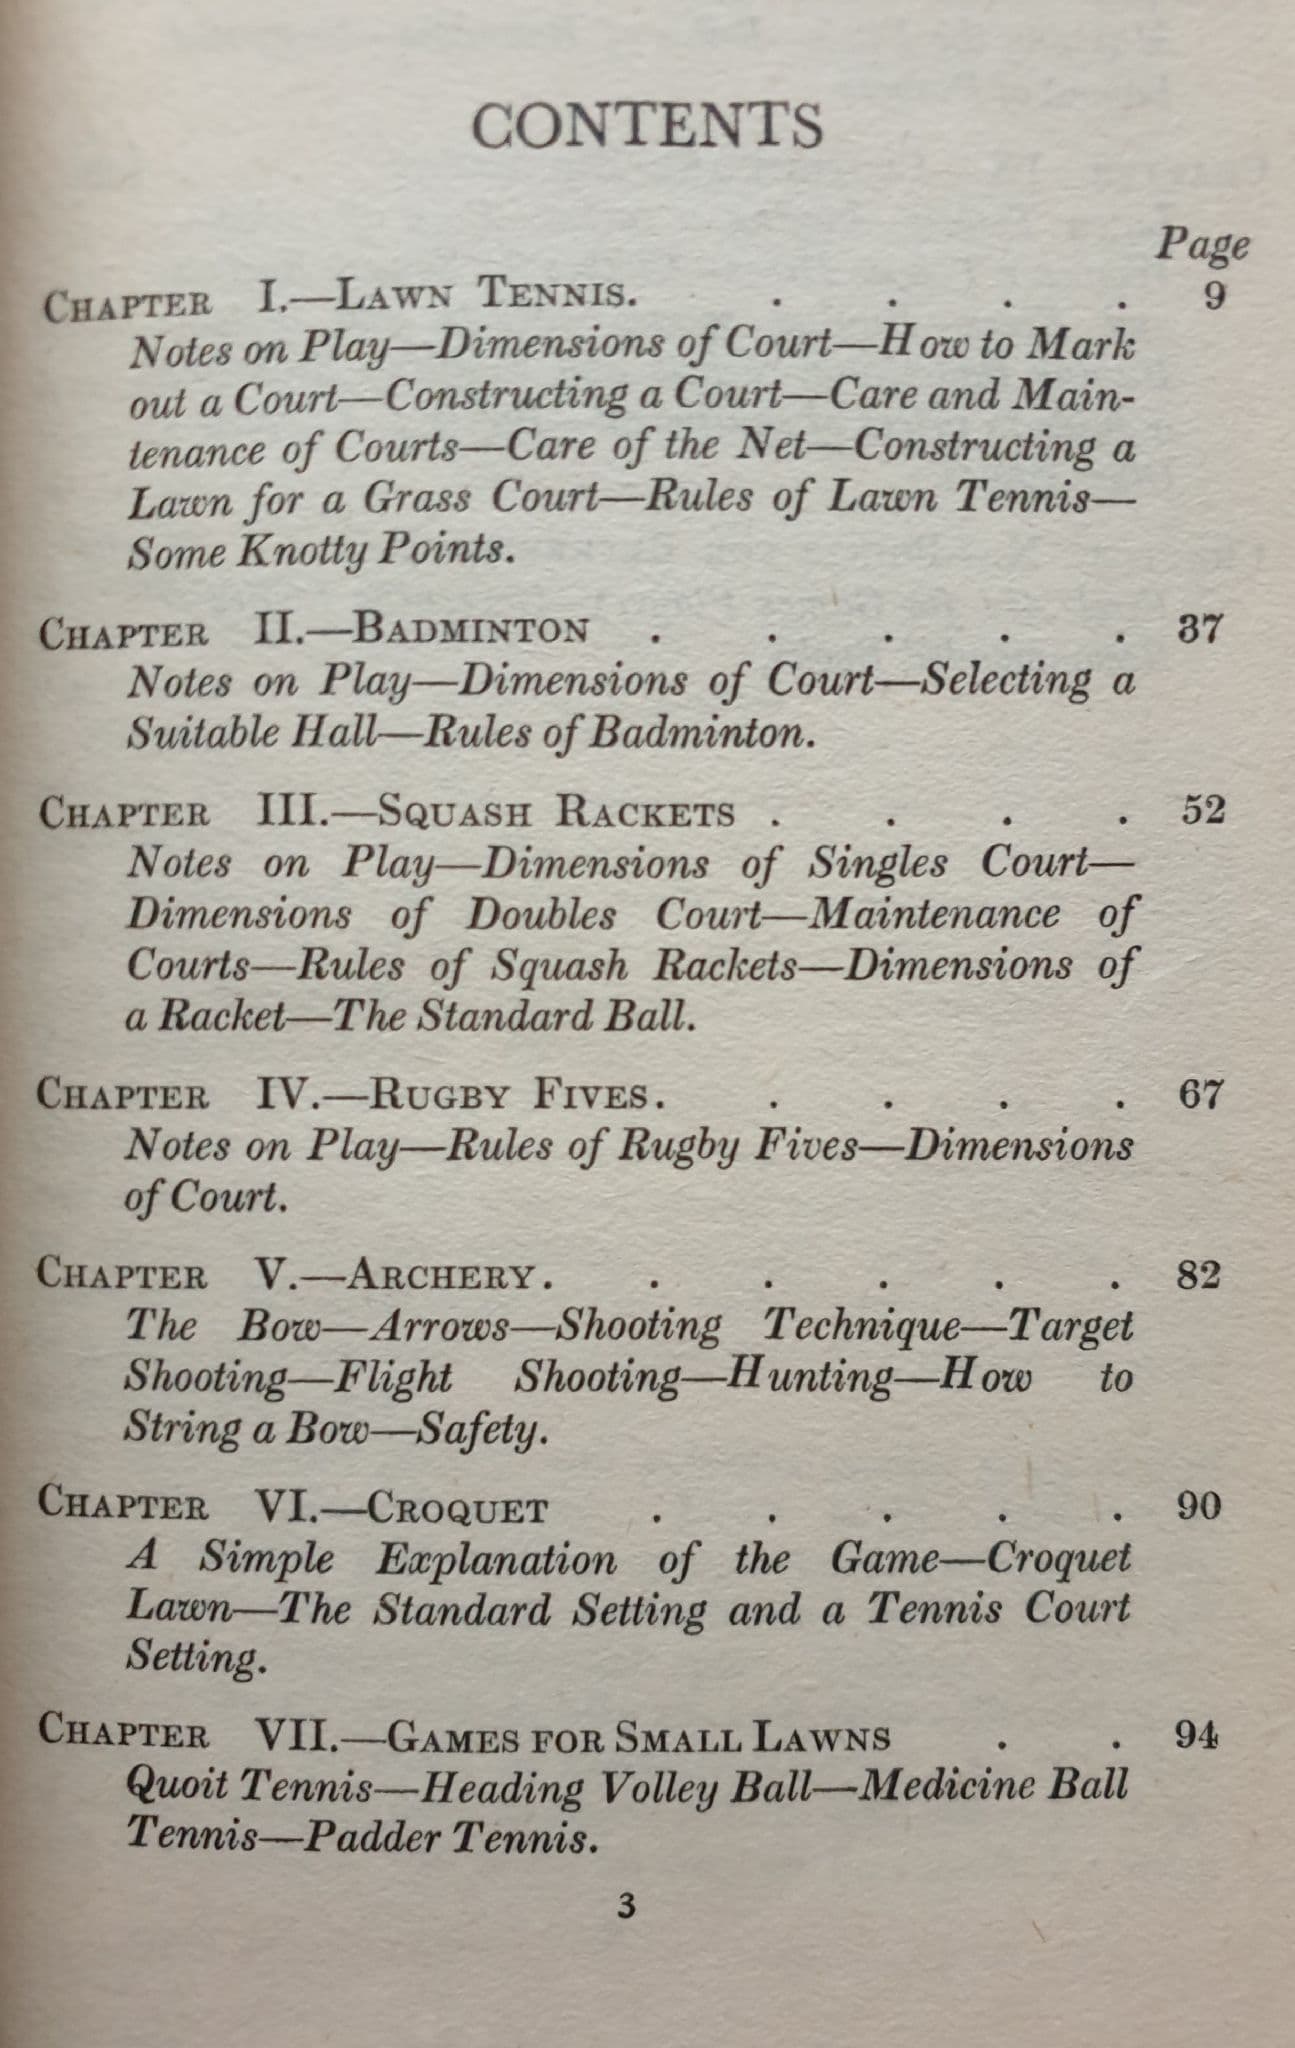 CONTENTS
Page
CHAPTER I.—LAWN TENNIS. . . . . 9
Notes on Play—Dimensions of Court—How to Mark
out a Court—Constructing a Court—Care and Main-
tenance of Courts—Care of the Net—Constructing a
Lawn for a Grass Court—Rules of Lawn Tennis—
Some Knotty Points.
CHAPTER II.—BADMINTON . . . . . 37
Notes on Play—Dimensions of Court—Selecting a
Suitable Hall—Rules of Badminton.
CHAPTER III.—SQUASH RACKETS . . . . 52
Notes on Play—Dimensions of Singles Court—
Dimensions of Doubles Court—Maintenance of
Courts—Rules of Squash Rackets—Dimensions of
a Racket—The Standard Ball.
CHAPTER IV.—RUGBY FIVES. . . . . 67
Notes on Play—Rules of Rugby Fives—Dimensions
of Court.
CHAPTER V.—ARCHERY. . . . . . 82
The Bow—Arrows—Shooting Technique—Target
Shooting—Flight Shooting—Hunting—How to
String a Bow—Safety.
CHAPTER VI.—CROQUET . . . . . 90
A Simple Explanation of the Game—Croquet
Lawn—The Standard Setting and a Tennis Court
Setting.
CHAPTER VII.—GAMES FOR SMALL LAWNS . . 94
Quoit Tennis—Heading Volley Ball—Medicine Ball
Tennis—Padder Tennis.
3